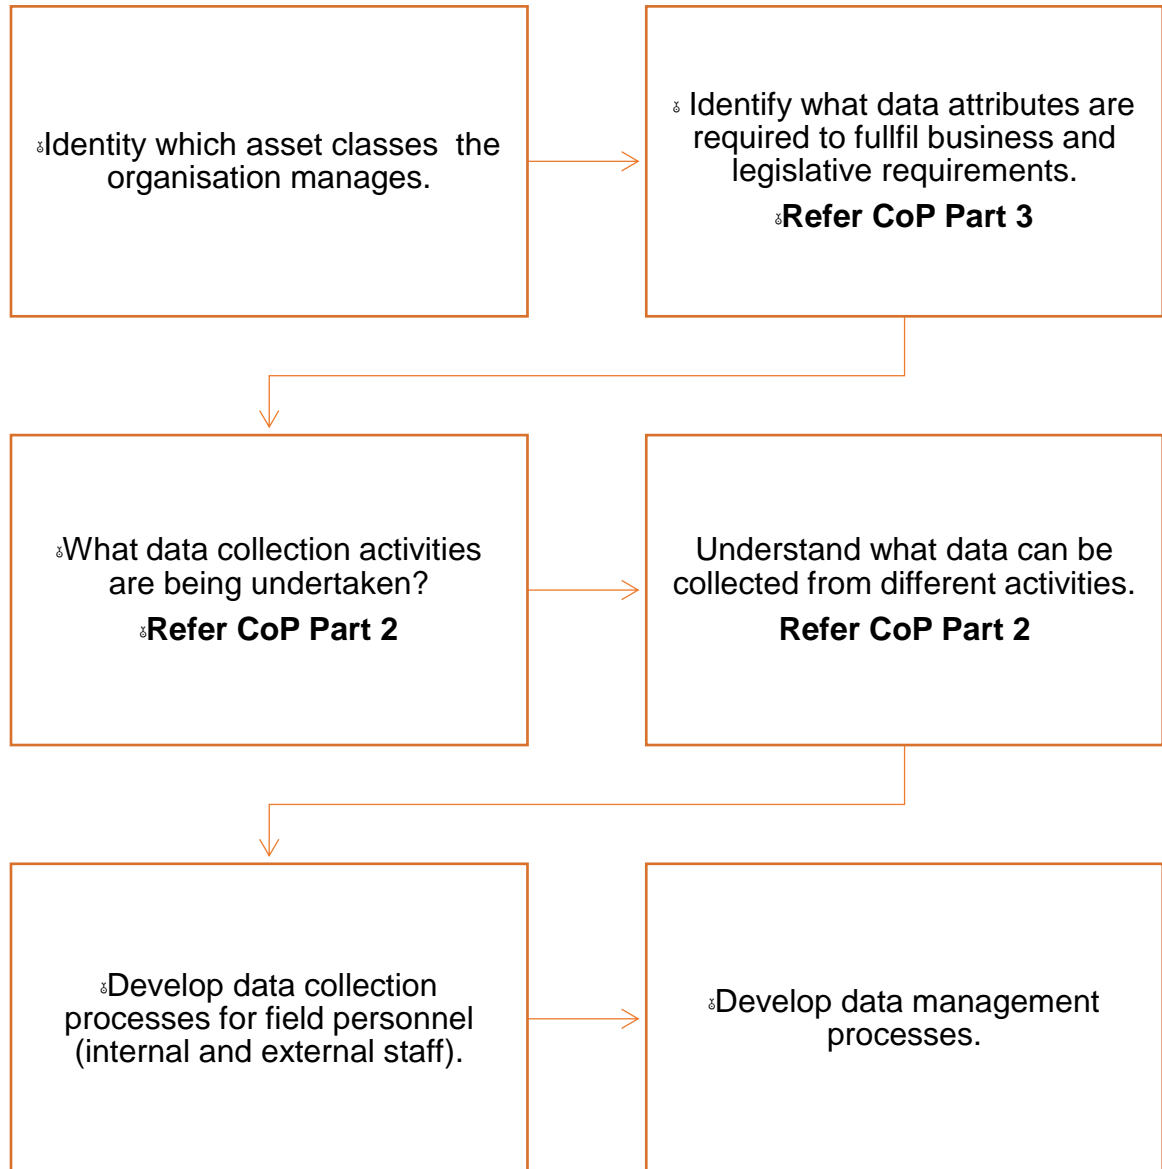 Identity which asset classes  the
organisation manages.
Identify what data attributes are
required to fullfil business and
legislative requirements.
Refer CoP Part 3
What data collection activities
are being undertaken?
Refer CoP Part 2
Understand what data can be
collected from different activities.
Refer CoP Part 2
Develop data collection
processes for field personnel
(internal and external staff).
Develop data management
processes.